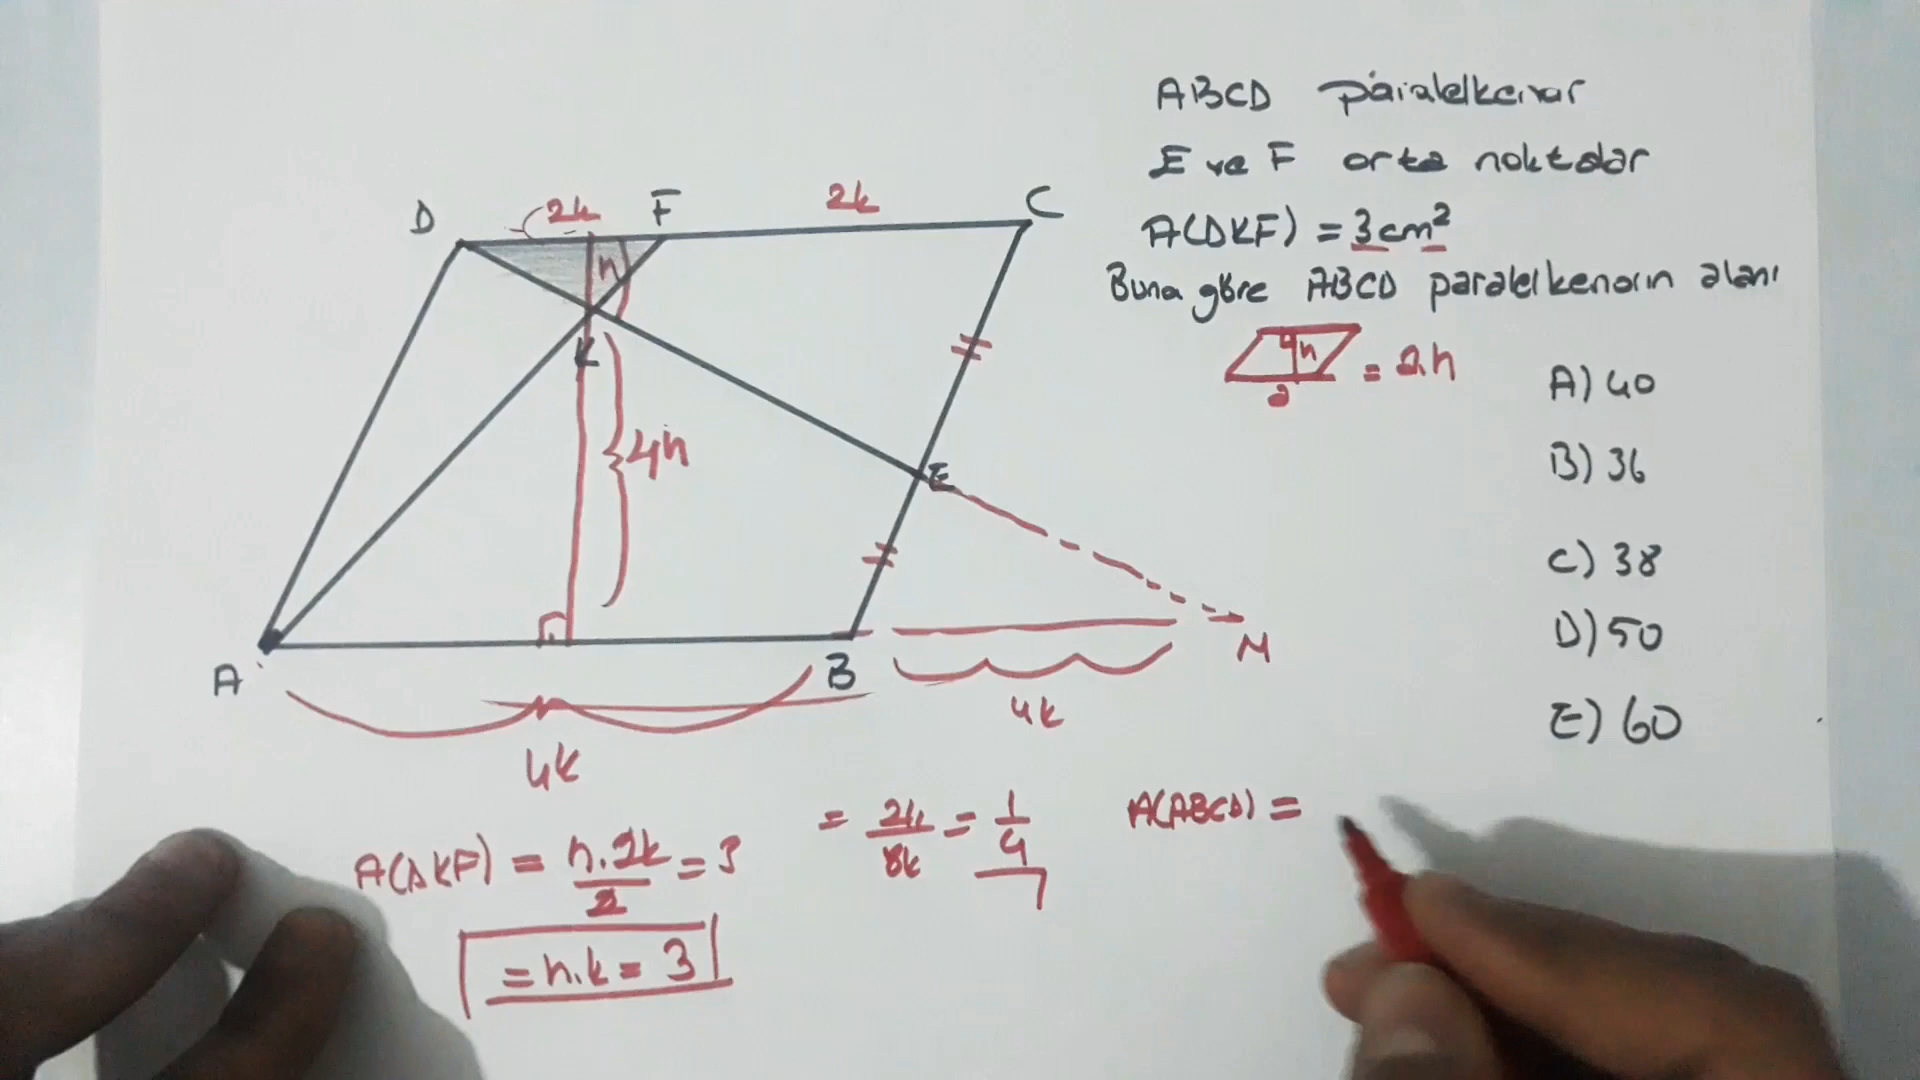 ABCD paralelkenar
E ve F orta noktalar
A(DKF) = 3cm²
Buna göre ABCD paralelkenarın alanı
h
a
= a.h
A) 40
B) 36
C) 38
D) 50
E) 60
D
2k
F
2k
C
h
K
4h
E
M
A
B
4k
4k
A(DKF) = h.2k/2 = 3
= h.k = 3
= 2k/8k = 1/4
A(ABCD) =